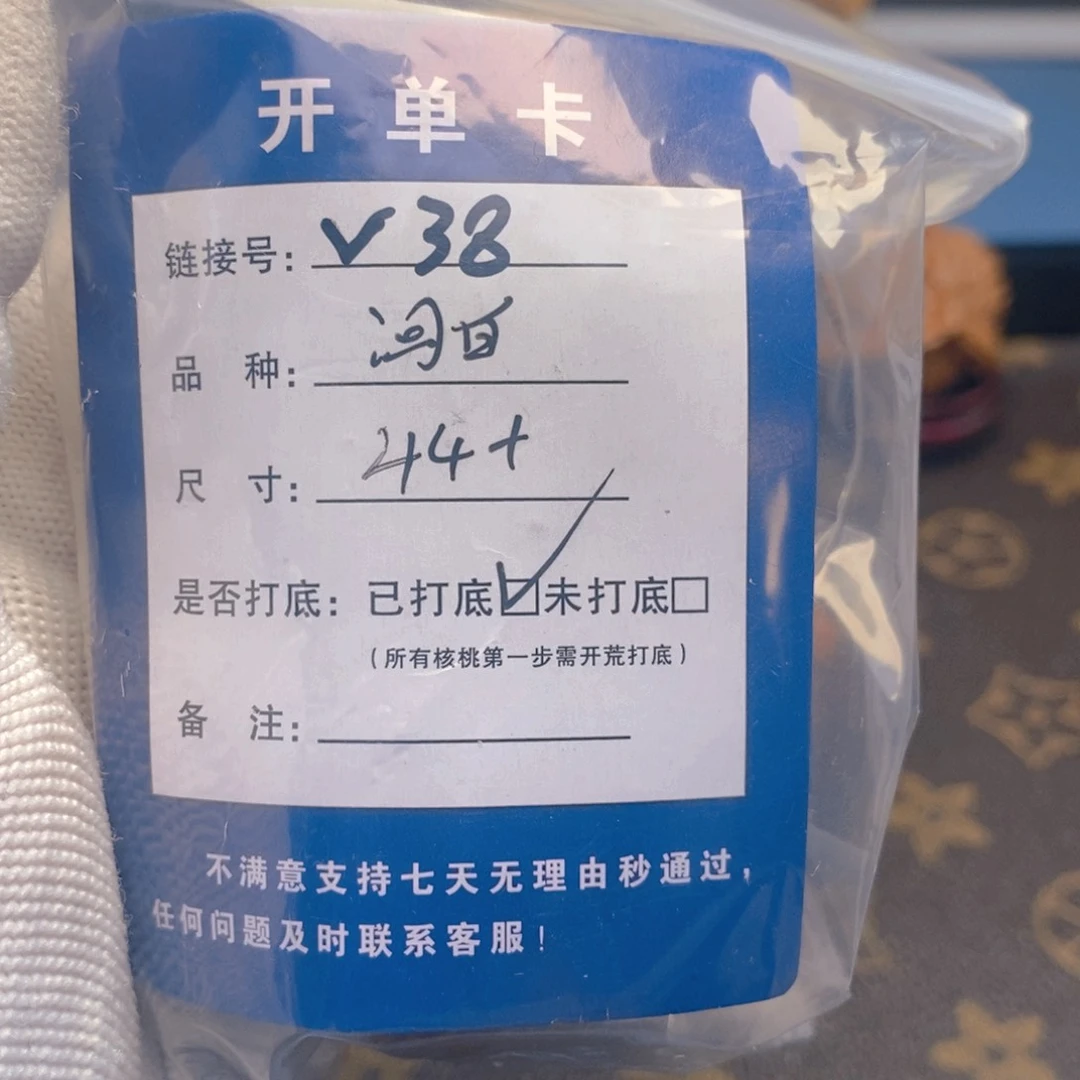 开单卡
链接号：V38
品种：
尺寸：44+
是否打底：已打底☑未打底□
（所有核桃第一步需开荒打底）
备注：
不满意支持七天无理由秒通过，
任何问题及时联系客服！